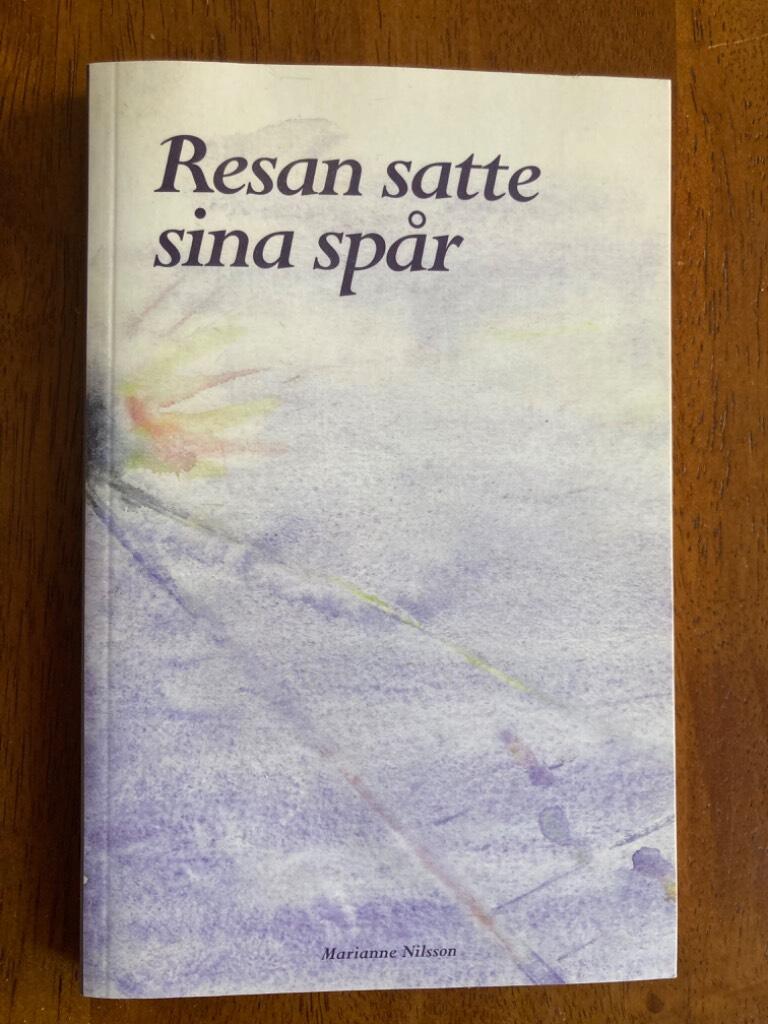 Resan satte
sina spår
Marianne Nilsson